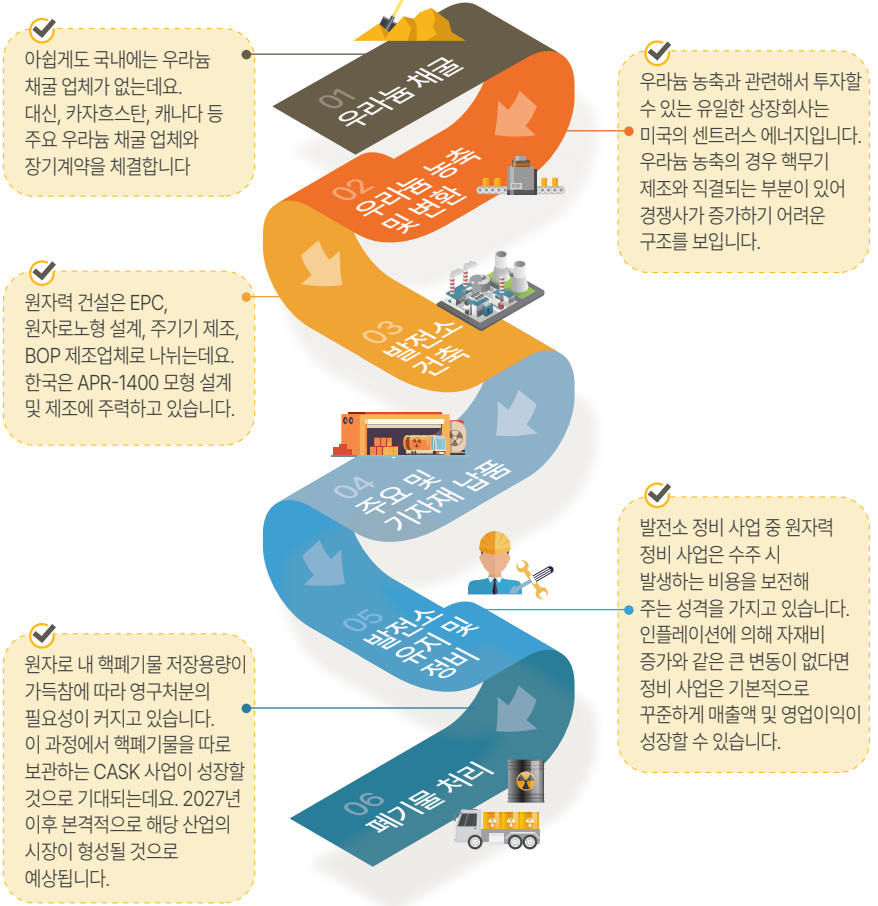 01
우라늄 채굴
아쉽게도 국내에는 우라늄
채굴 업체가 없는데요.
대신, 카자흐스탄, 캐나다 등
주요 우라늄 채굴 업체와
장기계약을 체결합니다
02
우라늄 농축
및 변환
우라늄 농축과 관련해서 투자할
수 있는 유일한 상장회사는
미국의 센트러스 에너지입니다.
우라늄 농축의 경우 핵무기
제조와 직결되는 부분이 있어
경쟁사가 증가하기 어려운
구조를 보입니다.
03
발전소
건축
원자력 건설은 EPC,
원자로노형 설계, 주기기 제조,
BOP 제조업체로 나뉘는데요.
한국은 APR-1400 모형 설계
및 제조에 주력하고 있습니다.
04
주요 및
기자재 납품
05
발전소
유지 및
정비
발전소 정비 사업 중 원자력
정비 사업은 수주 시
발생하는 비용을 보전해
주는 성격을 가지고 있습니다.
인플레이션에 의해 자재비
증가와 같은 큰 변동이 없다면
정비 사업은 기본적으로
꾸준하게 매출액 및 영업이익이
성장할 수 있습니다.
06
폐기물 처리
원자로 내 핵폐기물 저장용량이
가득참에 따라 영구처분의
필요성이 커지고 있습니다.
이 과정에서 핵폐기물을 따로
보관하는 CASK 사업이 성장할
것으로 기대되는데요. 2027년
이후 본격적으로 해당 산업의
시장이 형성될 것으로
예상됩니다.